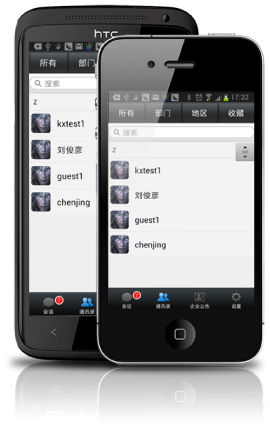 hTC
所有 部门
搜索
Z
kxtest1
刘俊彦
guest1
chenjing
会话 通讯录
17:32
所有 部门 地区 收藏
搜索
Z
kxtest1
刘俊彦
guest1
chenjing
会话 通讯录 企业公告 设置